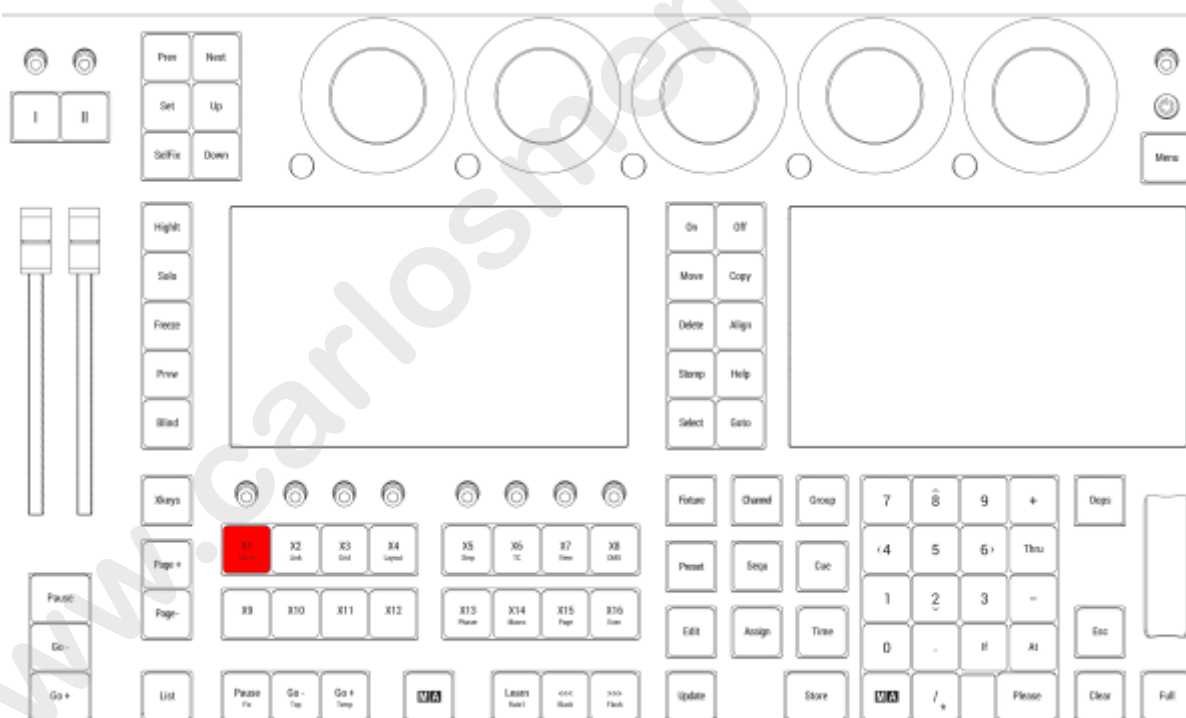 Prev Next
I II Set Up
SelFix Down
Menu
Highlt On Off
Solo Move Copy
Freeze Delete Align
Prvw Stomp Help
Blind Select Goto
Xkeys Fixture Channel Group 7 8 9 + Oops
X1 X2 X3 X4 X5 X6 X7 X8
Link Grid Layout Step TC View DMX
Page + Preset Sequ Cue 4 5 6 Thru
Pause Page- X9 X10 X11 X12 X13 X14 X15 X16 1 2 3 -
Phaser Macro Page Exec
Go - Edit Assign Time 0 . If At Esc
Go + List Pause Go - Go + MA Learn <<< >>> Update Store MA / * Please Clear Full
Fix Top Temp Rate1 Black Flash
www.carlosmen